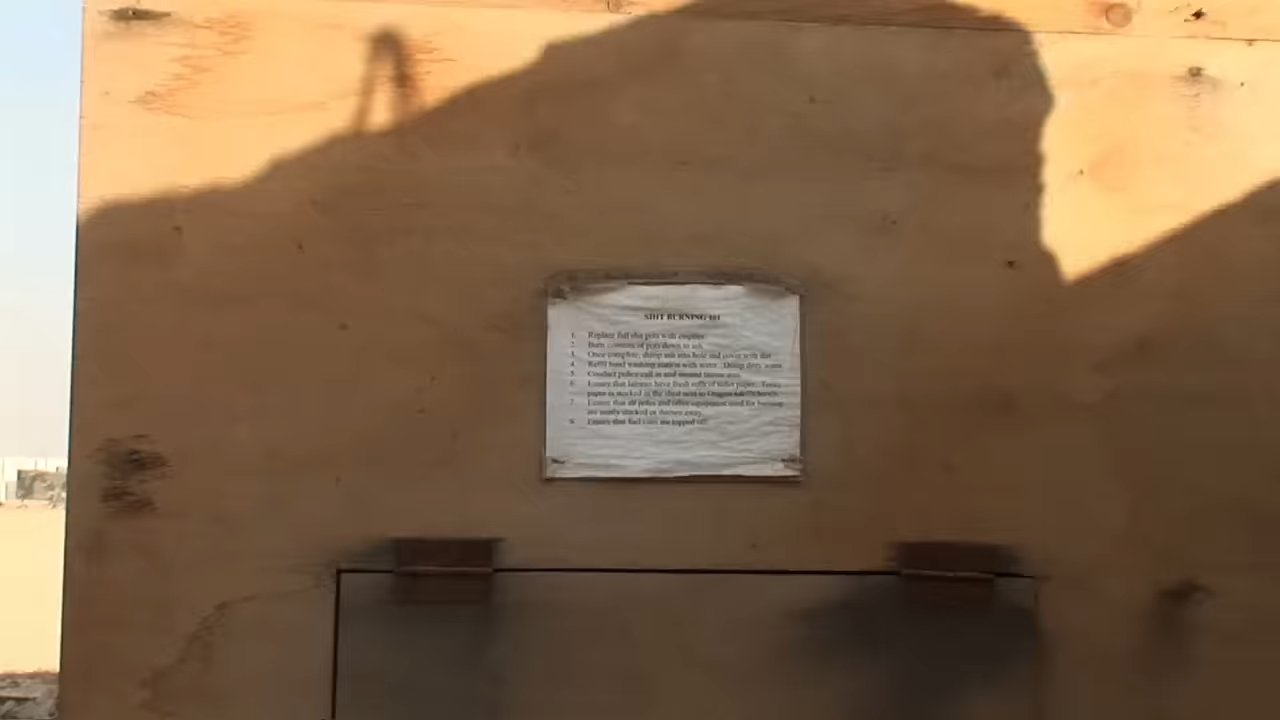 SHIT BURNING 101
1. Replace full shit pots with empties.
2. Burn contents of pots down to ash.
3. Once complete, dump ash into hole and cover with dirt.
4. Refill hand washing station with water. Dump dirty water.
5. Conduct police call in and around latrine area.
6. Ensure that latrines have fresh rolls of toilet paper. Toilet
paper is stocked in the chest next to Dragon
7. Ensure that all poles and other equipment used for burning
are neatly stacked or thrown away.
8. Ensure that fuel cans are topped off.